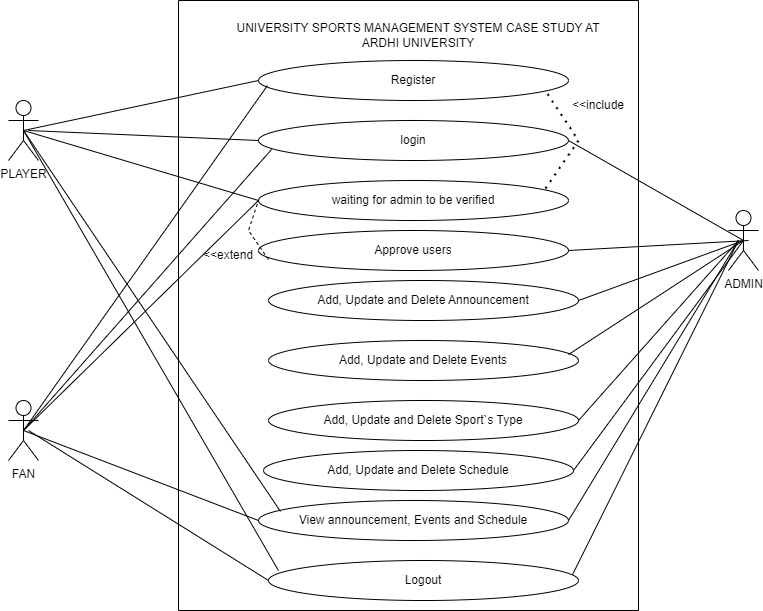 UNIVERSITY SPORTS MANAGEMENT SYSTEM CASE STUDY AT
ARDHI UNIVERSITY
Register
<<include
login
PLAYER
waiting for admin to be verified
Approve users
<<extend
ADMIN
Add, Update and Delete Announcement
Add, Update and Delete Events
Add, Update and Delete Sport`s Type
Add, Update and Delete Schedule
FAN
View announcement, Events and Schedule
Logout